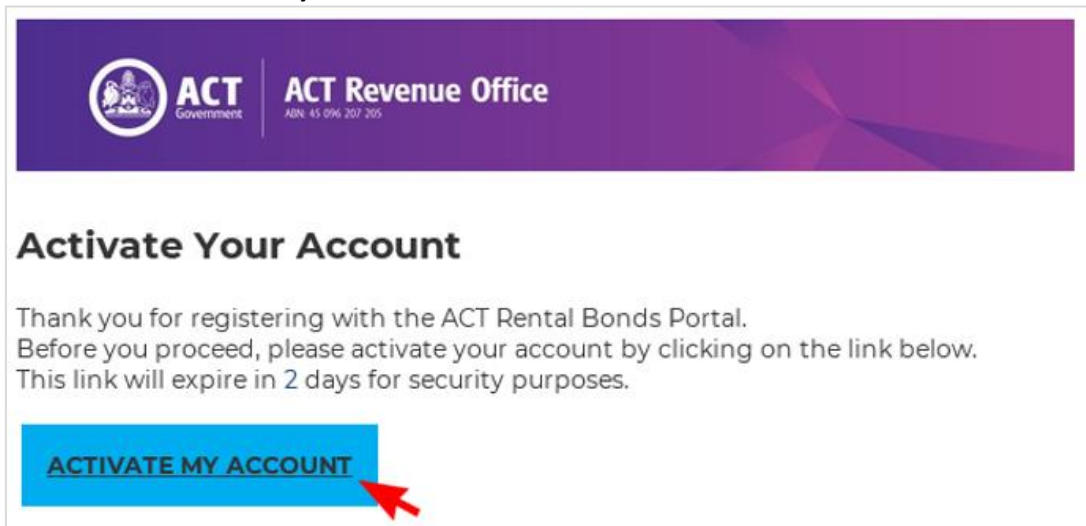 ACT
Government
ACT Revenue Office
ABN: 45 096 207 205
Activate Your Account
Thank you for registering with the ACT Rental Bonds Portal.
Before you proceed, please activate your account by clicking on the link below.
This link will expire in 2 days for security purposes.
ACTIVATE MY ACCOUNT